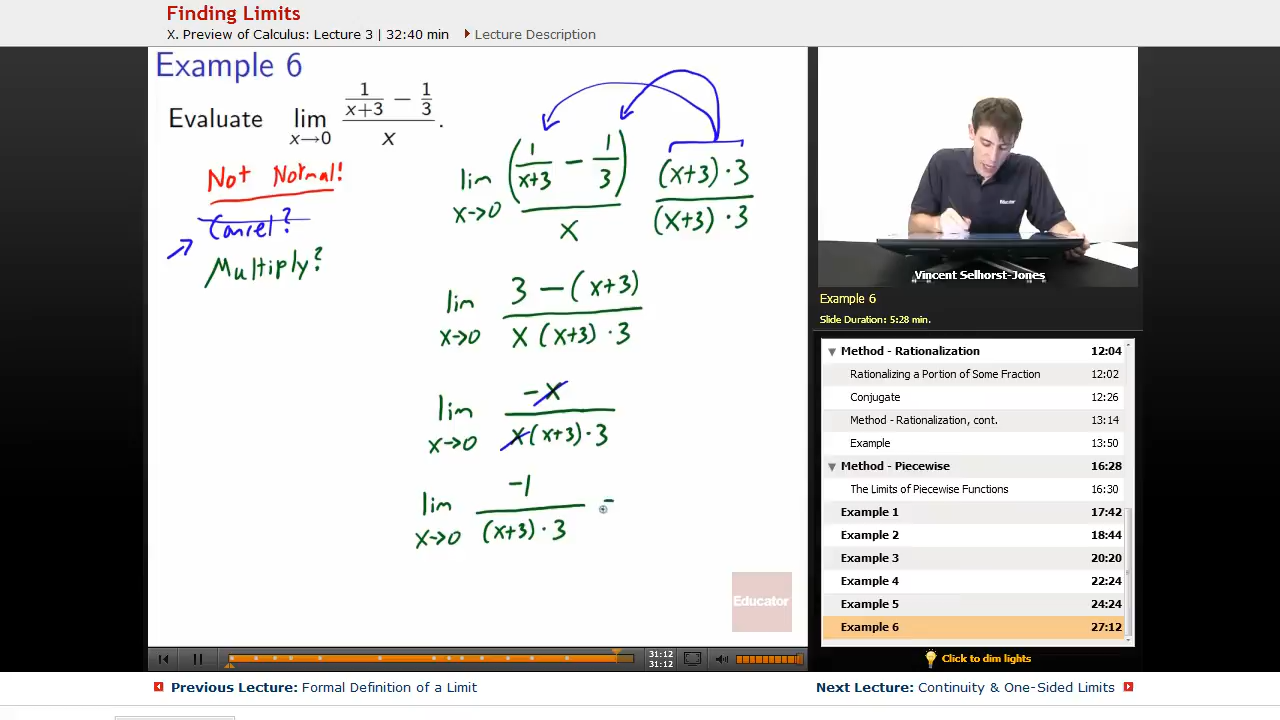 Finding Limits
X. Preview of Calculus: Lecture 3 | 32:40 min Lecture Description
Example 6
Evaluate lim x→0 (1/(x+3) − 1/3)/x.
Not Normal!
Cancel?
Multiply?
lim x→0 (1/(x+3) − 1/3)/x (x+3)·3/(x+3)·3
lim x→0 3 − (x+3)/x(x+3)·3
lim x→0 −x/x(x+3)·3
lim x→0 −1/(x+3)·3 =
Educator
Educator
Vincent Selhorst-Jones
Example 6
Slide Duration: 5:28 min.
Method - Rationalization 12:04
Rationalizing a Portion of Some Fraction 12:02
Conjugate 12:26
Method - Rationalization, cont. 13:14
Example 13:50
Method - Piecewise 16:28
The Limits of Piecewise Functions 16:30
Example 1 17:42
Example 2 18:44
Example 3 20:20
Example 4 22:24
Example 5 24:24
Example 6 27:12
31:12
31:12
Click to dim lights
Previous Lecture: Formal Definition of a Limit
Next Lecture: Continuity & One-Sided Limits